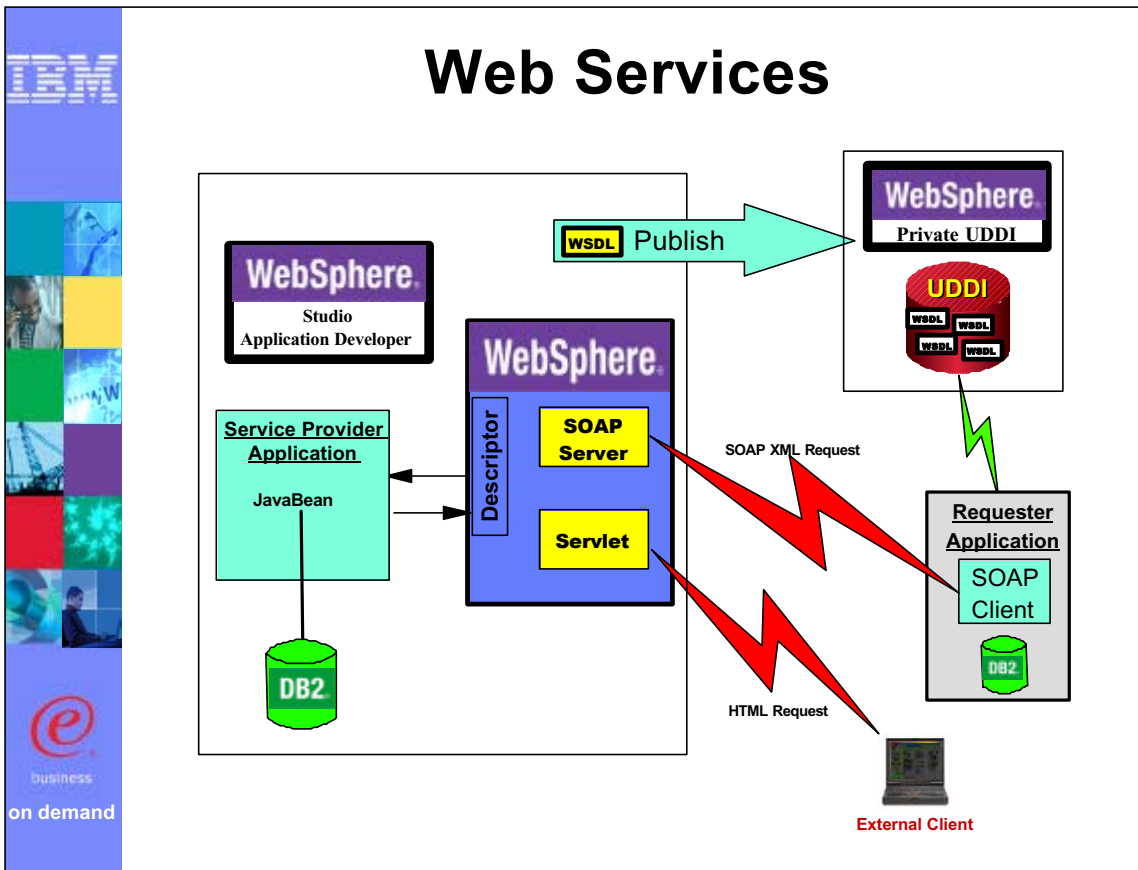 IBM
Web Services
WebSphere.
Studio
Application Developer
WSDL Publish
WebSphere.
Private UDDI
UDDI
WSDL
WSDL
WSDL
WSDL
WebSphere.
Descriptor
SOAP
Server
Servlet
Service Provider
Application
JavaBean
DB2
SOAP XML Request
HTML Request
Requester
Application
SOAP
Client
DB2
External Client
e
business
on demand